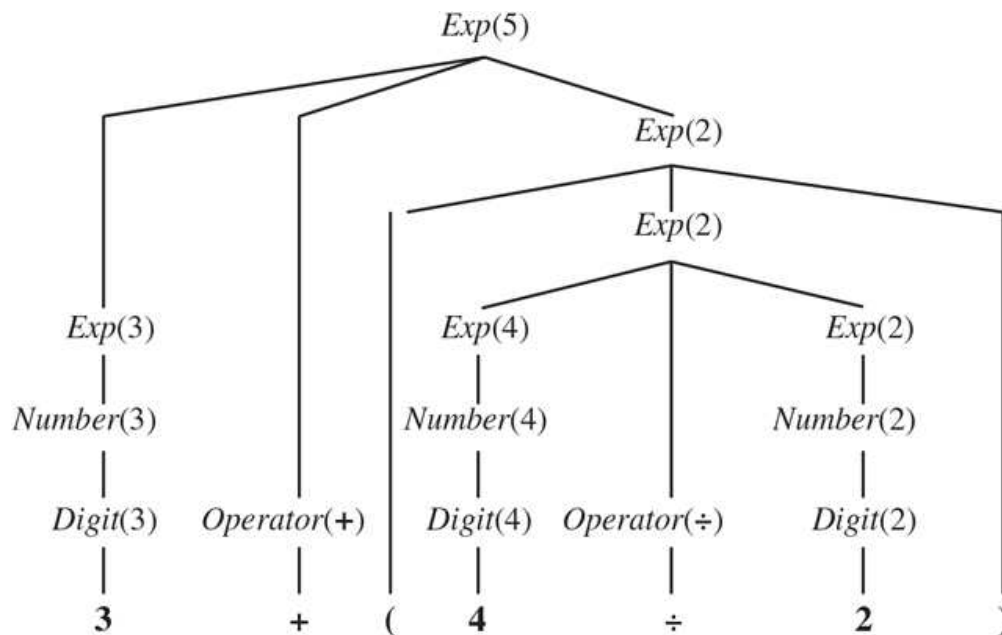 Exp(5)
Exp(2)
Exp(2)
Exp(3) Exp(4) Exp(2)
Number(3) Number(4) Number(2)
Digit(3) Operator(+) Digit(4) Operator(÷) Digit(2)
3 + ( 4 ÷ 2 )